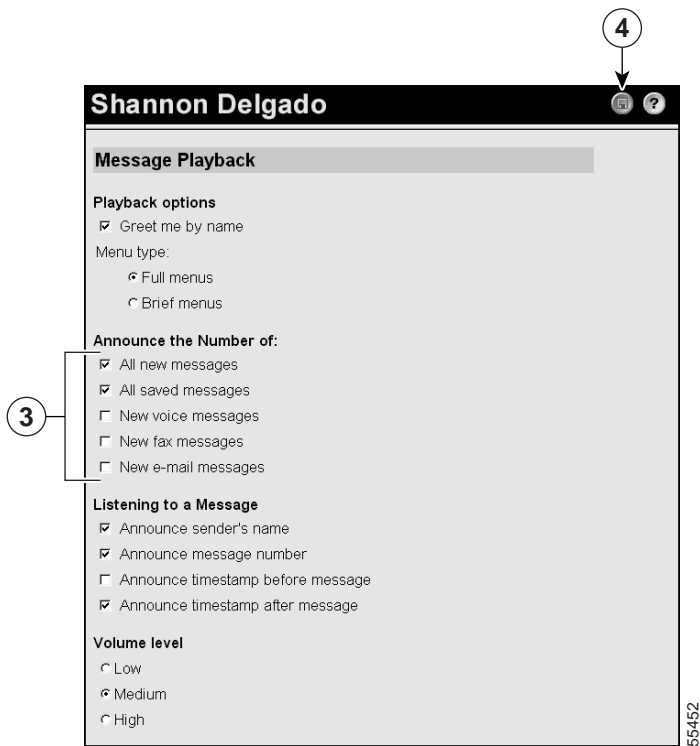 4
Shannon Delgado
?
Message Playback
Playback options
Greet me by name
Menu type:
Full menus
Brief menus
Announce the Number of:
All new messages
All saved messages
3
New voice messages
New fax messages
New e-mail messages
Listening to a Message
Announce sender's name
Announce message number
Announce timestamp before message
Announce timestamp after message
Volume level
Low
Medium
High
55452